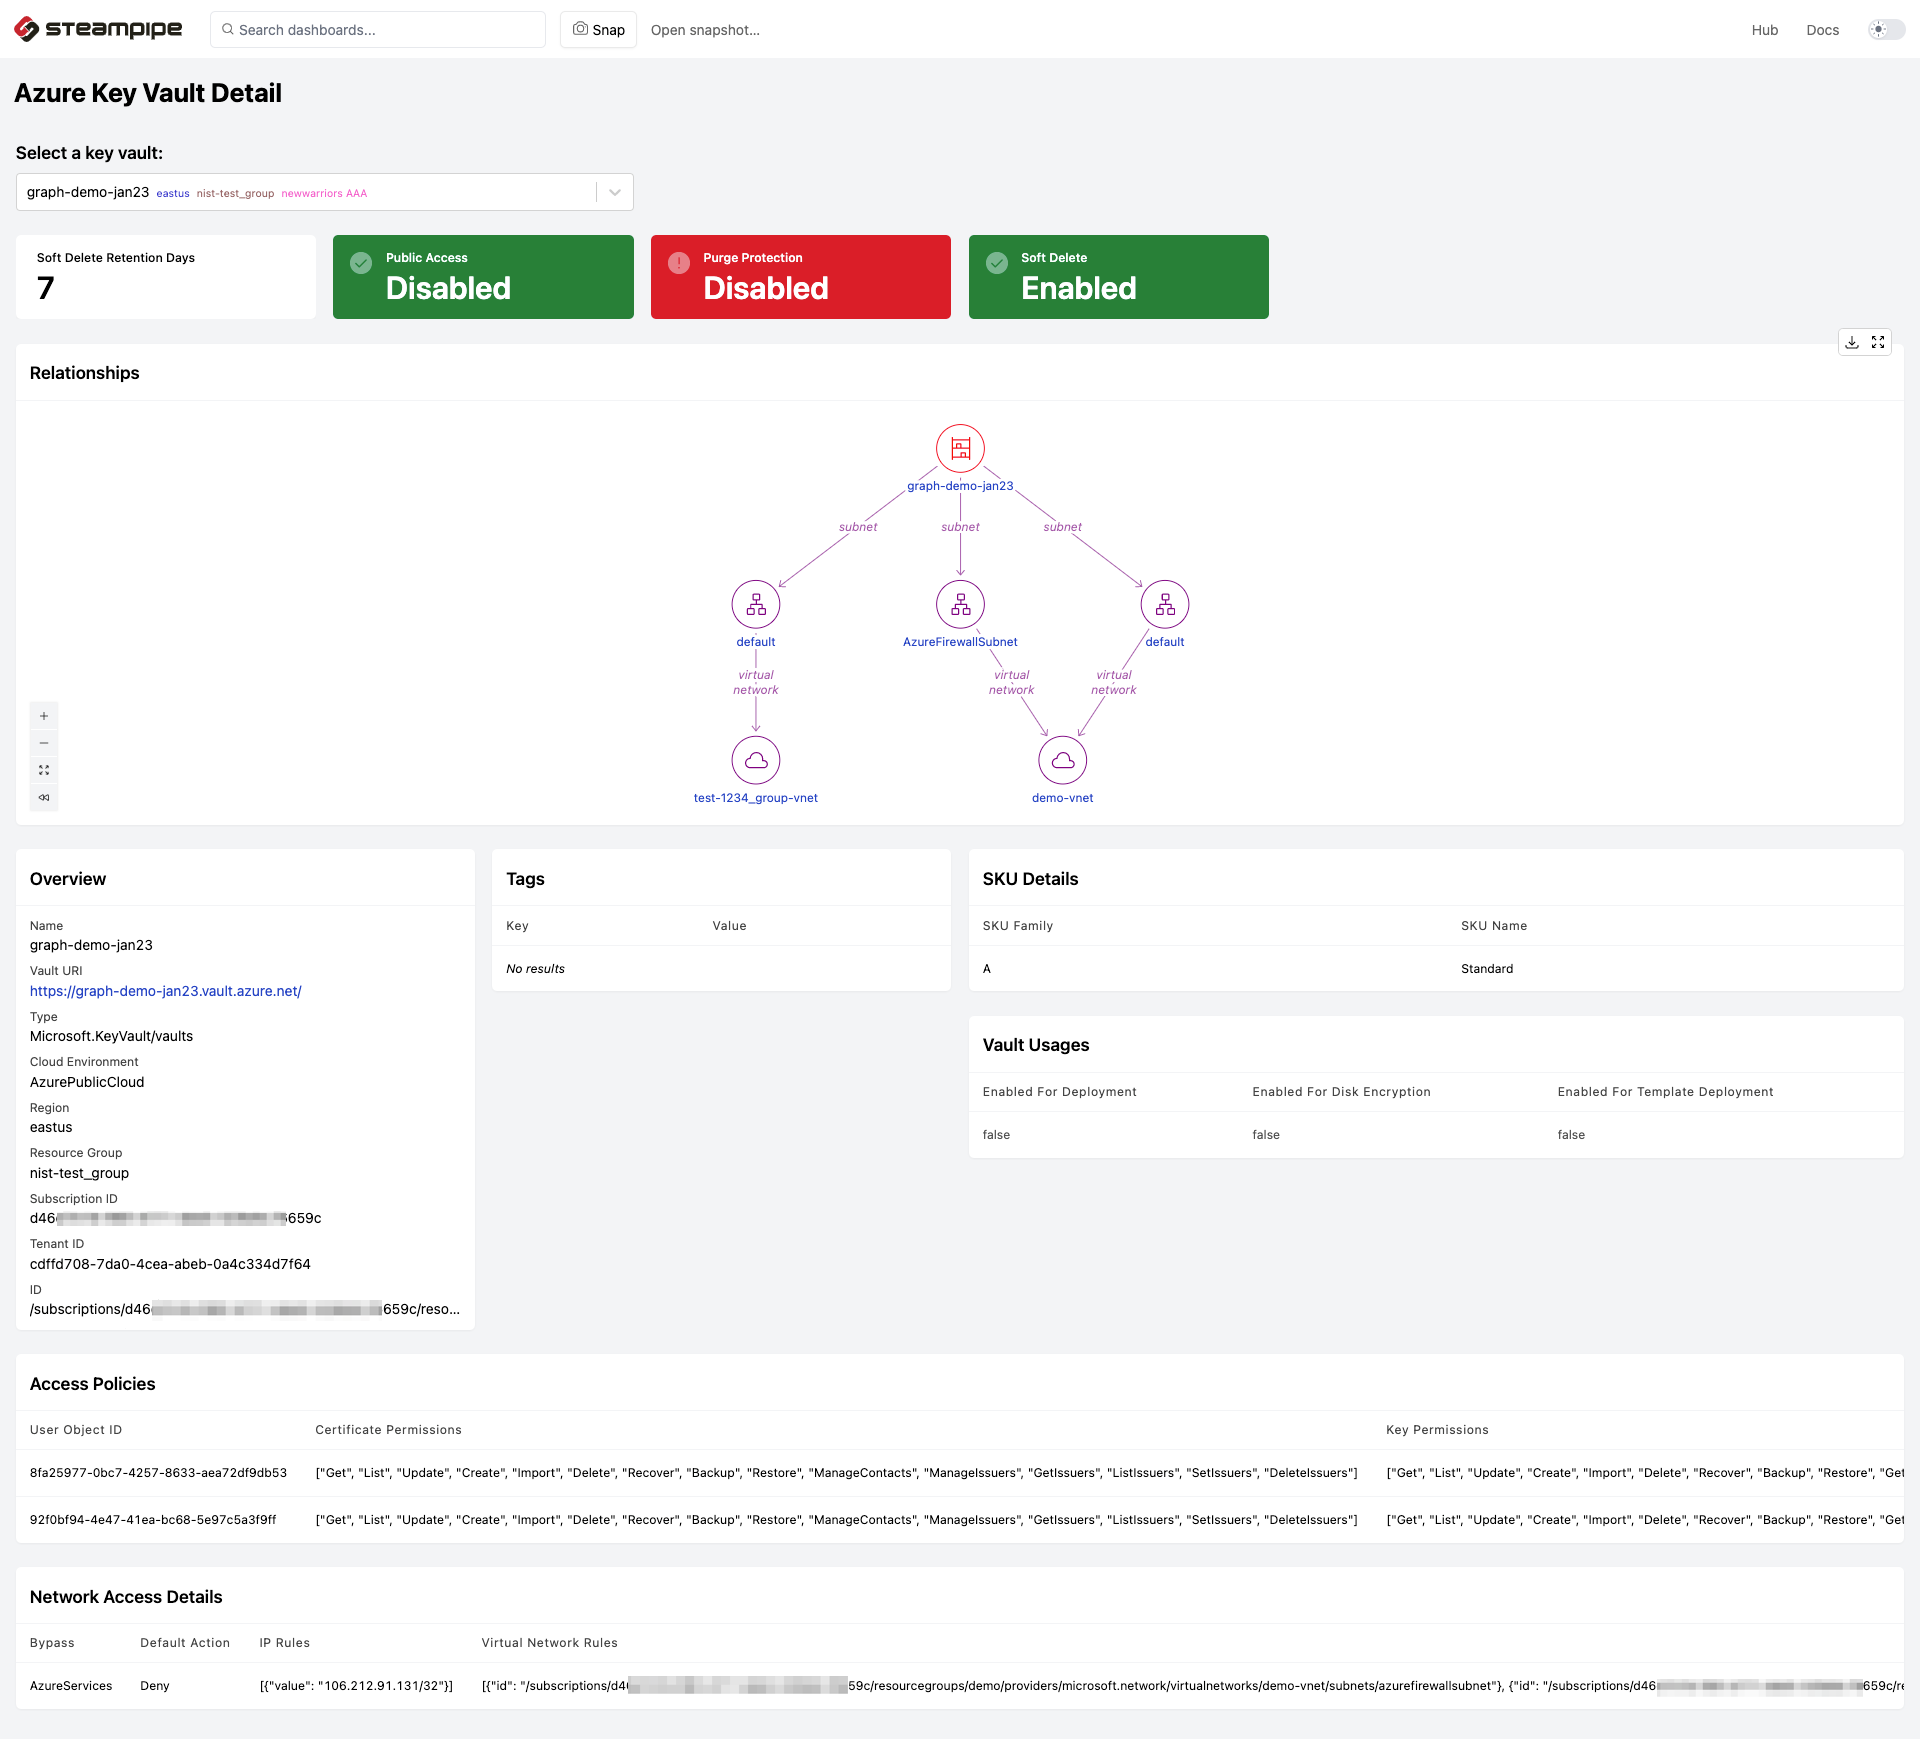 steampipe
Search dashboards...
Snap
Open snapshot...
Hub
Docs
Azure Key Vault Detail
Select a key vault:
graph-demo-jan23 eastus nist-test_group newwarriors AAA
Soft Delete Retention Days
7
Public Access
Disabled
Purge Protection
Disabled
Soft Delete
Enabled
Relationships
graph-demo-jan23
subnet
subnet
subnet
default
AzureFirewallSubnet
default
virtual
network
virtual
network
virtual
network
test-1234_group-vnet
demo-vnet
Overview
Name
graph-demo-jan23
Vault URI
https://graph-demo-jan23.vault.azure.net/
Type
Microsoft.KeyVault/vaults
Cloud Environment
AzurePublicCloud
Region
eastus
Resource Group
nist-test_group
Subscription ID
d46 659c
Tenant ID
cdffd708-7da0-4cea-abeb-0a4c334d7f64
ID
/subscriptions/d46 659c/reso...
Tags
Key Value
No results
SKU Details
SKU Family SKU Name
A Standard
Vault Usages
Enabled For Deployment Enabled For Disk Encryption Enabled For Template Deployment
false false false
Access Policies
User Object ID Certificate Permissions Key Permissions
8fa25977-0bc7-4257-8633-aea72df9db53 ["Get", "List", "Update", "Create", "Import", "Delete", "Recover", "Backup", "Restore", "ManageContacts", "ManageIssuers", "GetIssuers", "ListIssuers", "SetIssuers", "DeleteIssuers"] ["Get", "List", "Update", "Create", "Import", "Delete", "Recover", "Backup", "Restore", "Get
92f0bf94-4e47-41ea-bc68-5e97c5a3f9ff ["Get", "List", "Update", "Create", "Import", "Delete", "Recover", "Backup", "Restore", "ManageContacts", "ManageIssuers", "GetIssuers", "ListIssuers", "SetIssuers", "DeleteIssuers"] ["Get", "List", "Update", "Create", "Import", "Delete", "Recover", "Backup", "Restore", "Get
Network Access Details
Bypass Default Action IP Rules Virtual Network Rules
AzureServices Deny [{"value": "106.212.91.131/32"}] [{"id": "/subscriptions/d4 59c/resourcegroups/demo/providers/microsoft.network/virtualnetworks/demo-vnet/subnets/azurefirewallsubnet"}, {"id": "/subscriptions/d46 659c/re